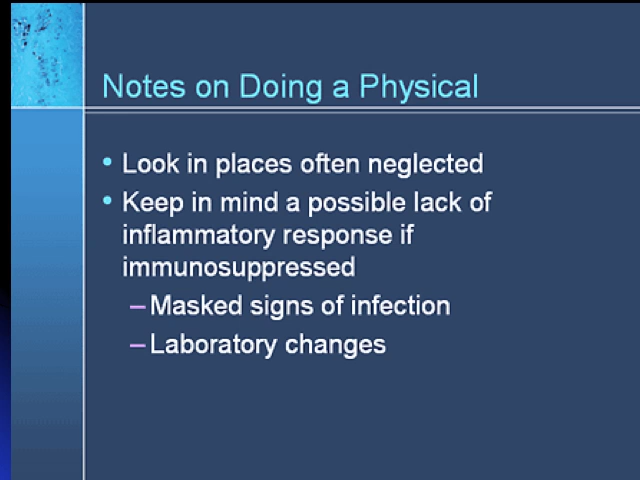 Notes on Doing a Physical
• Look in places often neglected
• Keep in mind a possible lack of
inflammatory response if
immunosuppressed
– Masked signs of infection
– Laboratory changes